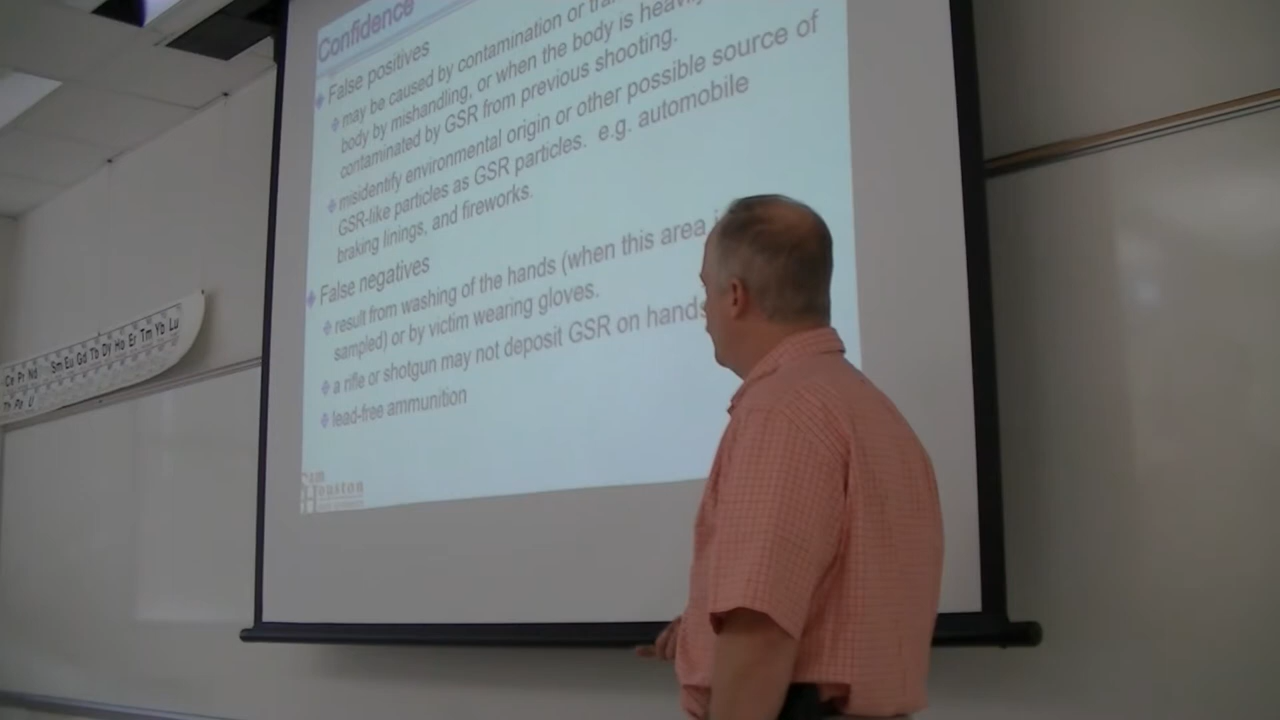 Confidence
False positives
may be caused by contamination or
body by mishandling, or when the body is
contaminated by GSR from previous shooting.
misidentify environmental origin or other possible source of
GSR-like particles as GSR particles. e.g. automobile
braking linings, and fireworks.
False negatives
result from washing of the hands (when this area
sampled) or by victim wearing gloves.
a rifle or shotgun may not deposit GSR on hands
lead-free ammunition
Sam
Houston
Ce Pr Nd Sm Eu Gd Tb Dy Ho Er Tm Yb Lu
Th Pa U